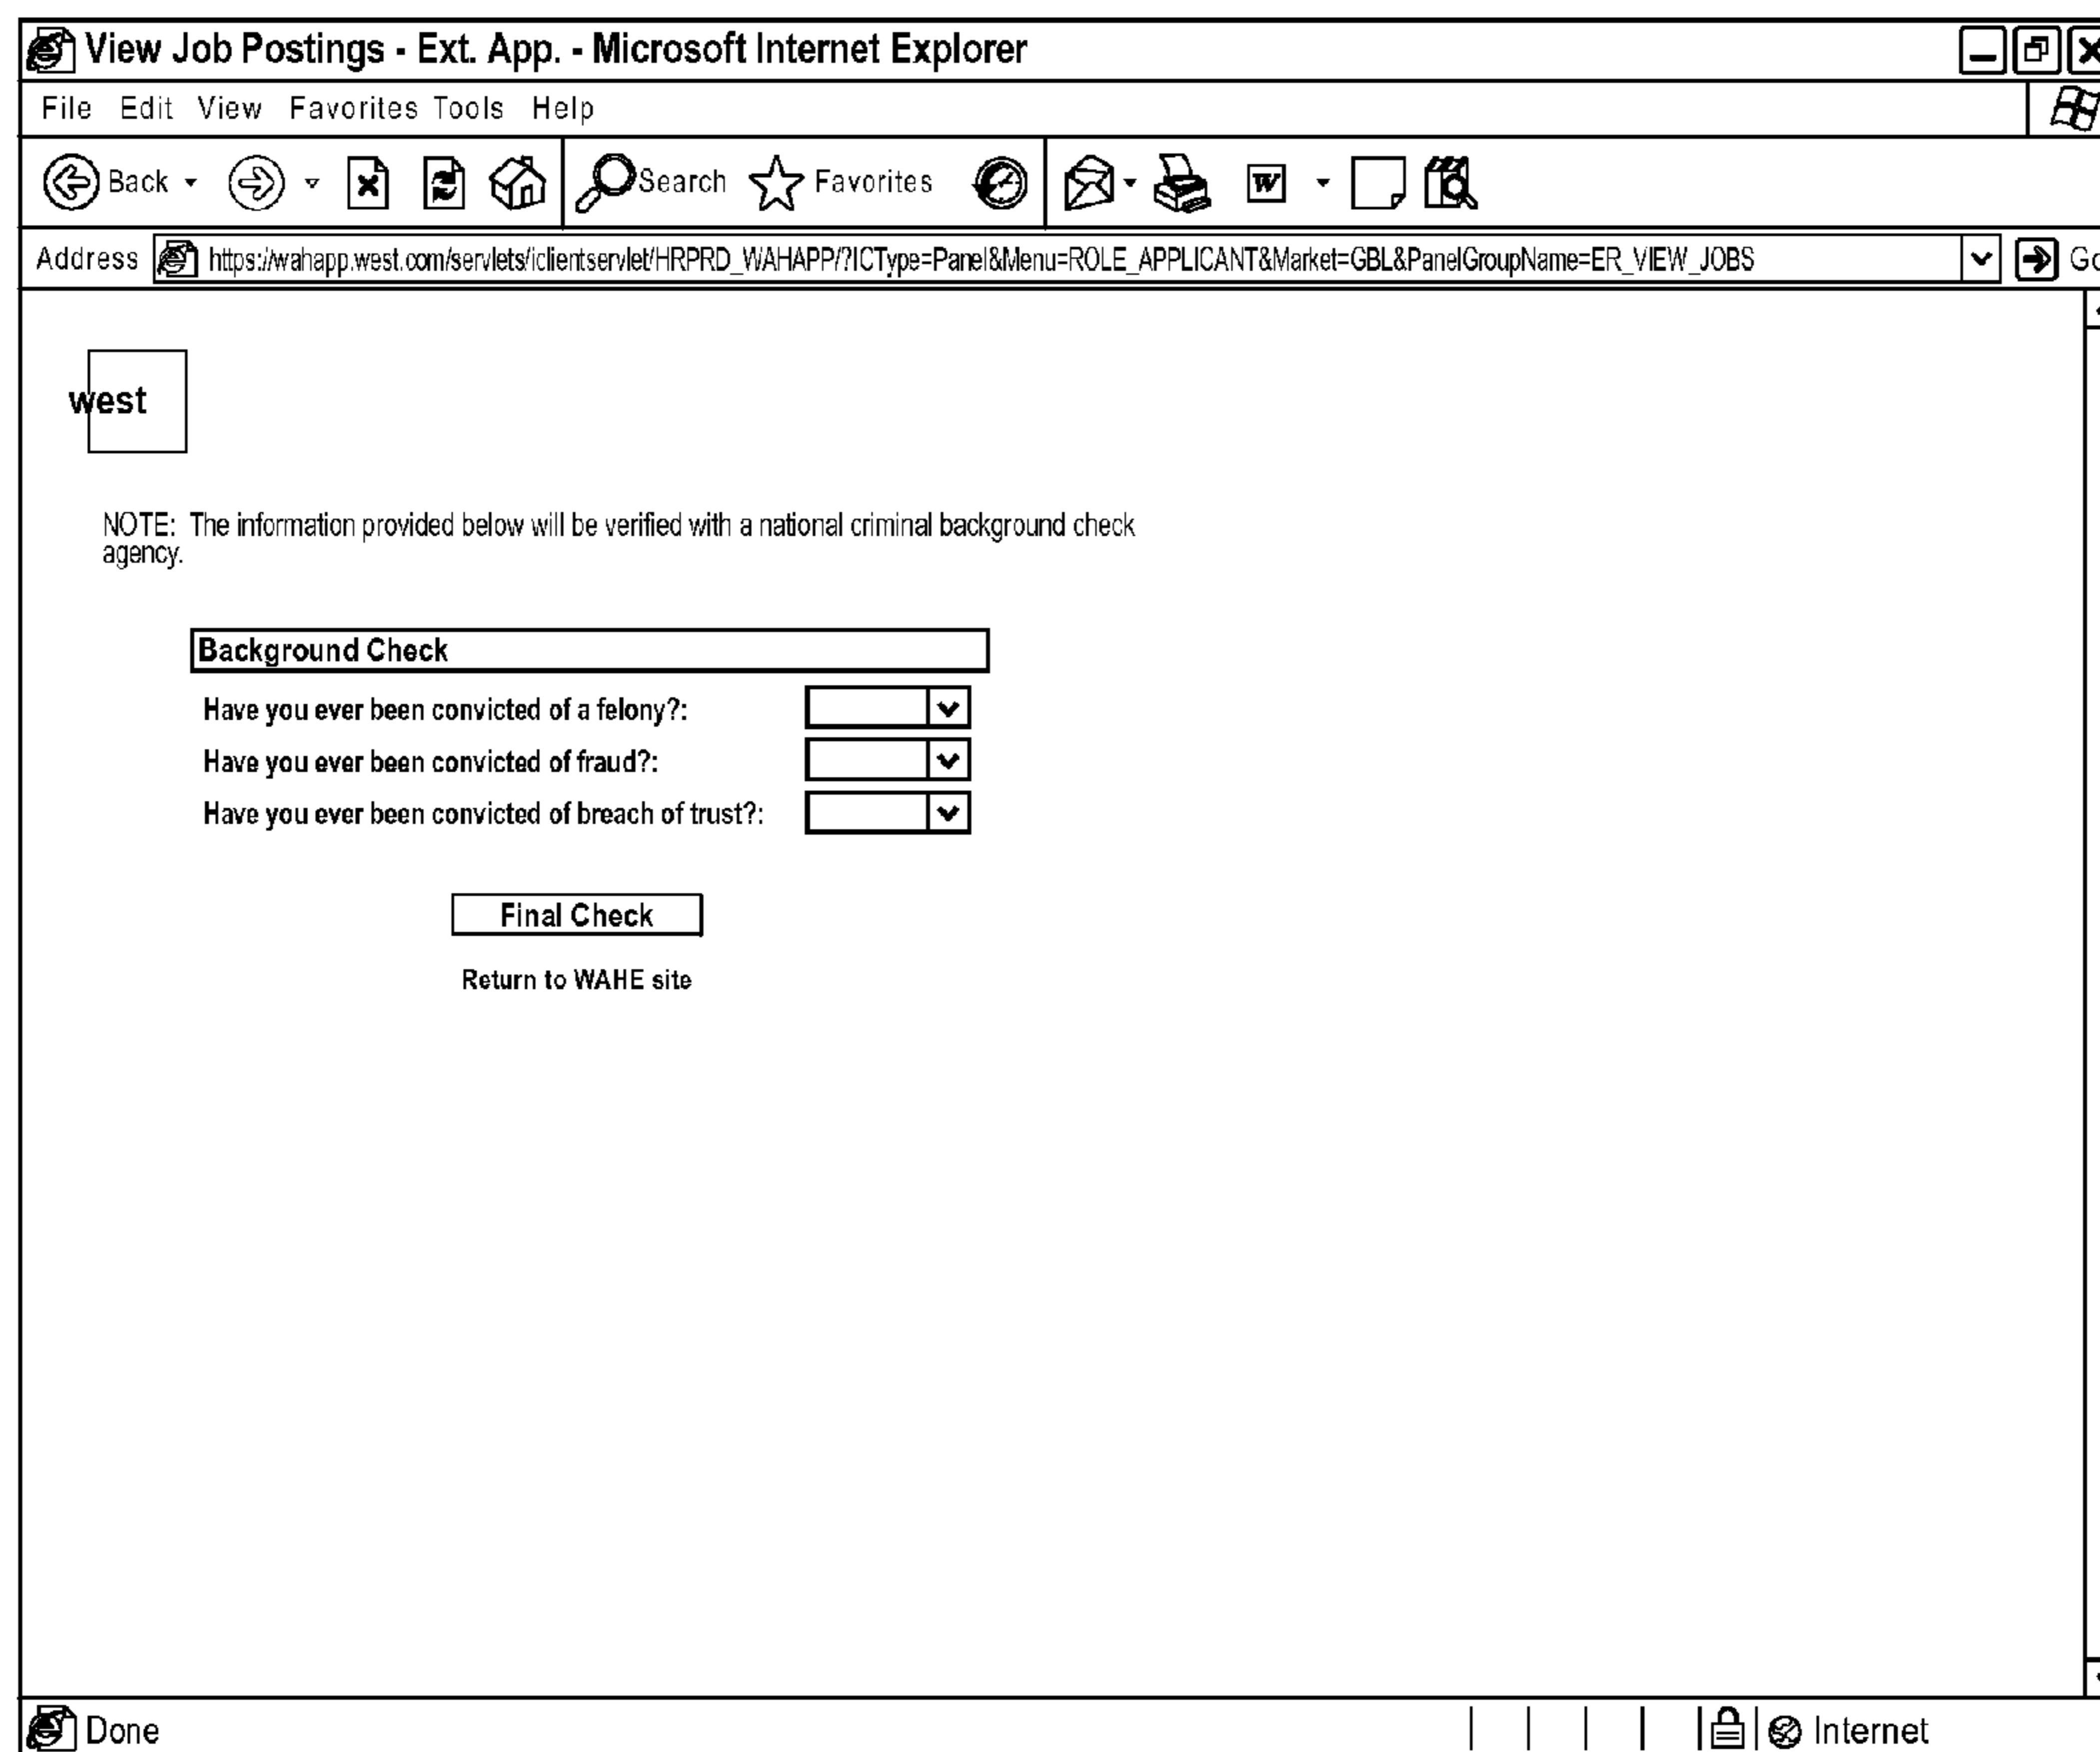 View Job Postings - Ext. App. - Microsoft Internet Explorer
File Edit View Favorites Tools Help
Back Search Favorites W
Address https://wahapp.west.com/servlets/iclientservlet/HRPRD_WAHAPP/?ICType=Panel&Menu=ROLE_APPLICANT&Market=GBL&PanelGroupName=ER_VIEW_JOBS Go
west
NOTE: The information provided below will be verified with a national criminal background check
agency.
Background Check
Have you ever been convicted of a felony?:
Have you ever been convicted of fraud?:
Have you ever been convicted of breach of trust?:
Final Check
Return to WAHE site
Done Internet